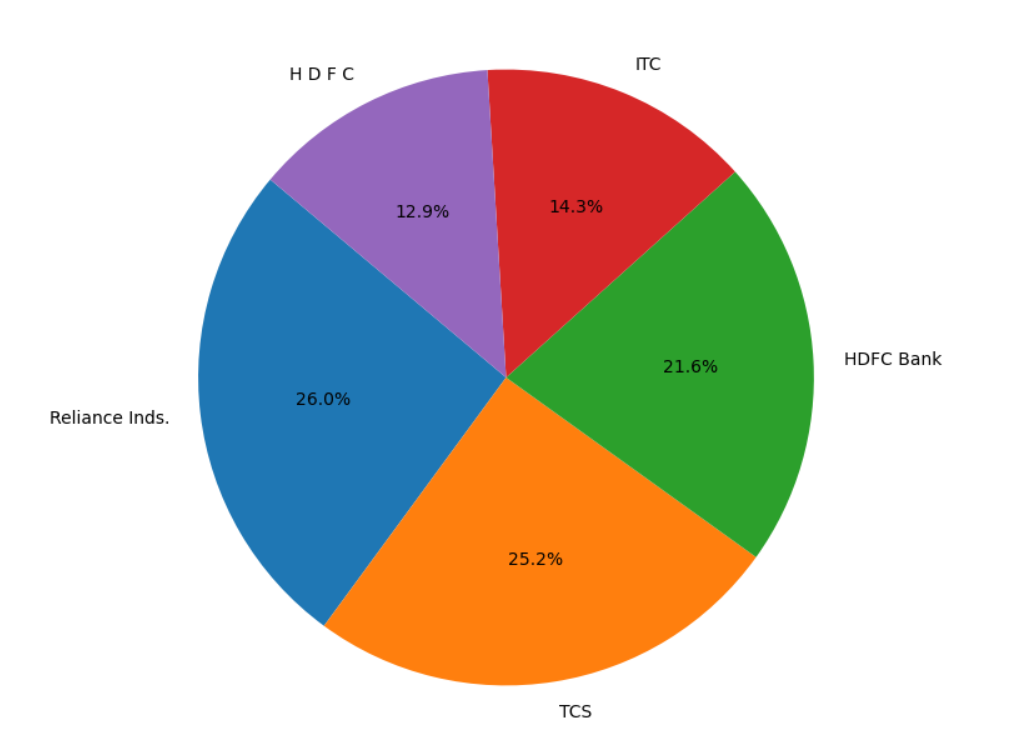 ITC
H D F C
14.3%
12.9%
HDFC Bank
21.6%
26.0%
Reliance Inds.
25.2%
TCS